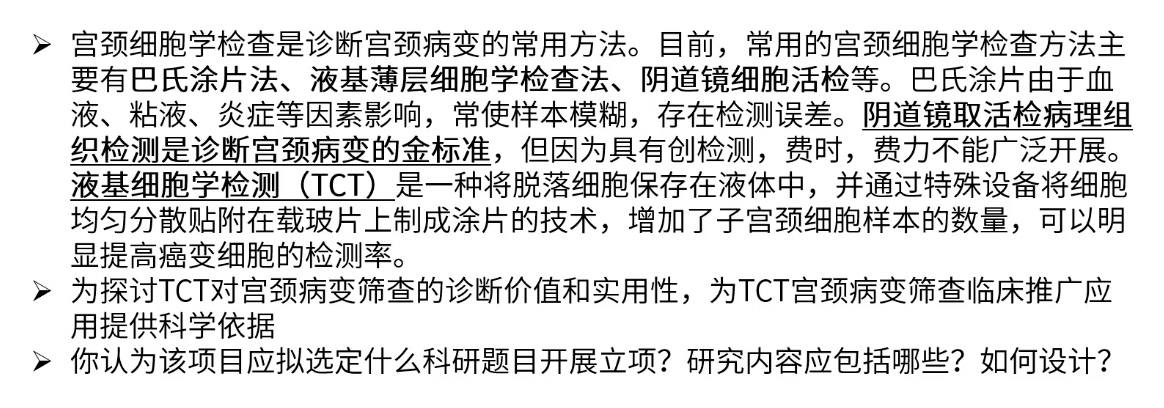 ➢ 宫颈细胞学检查是诊断宫颈病变的常用方法。目前，常用的宫颈细胞学检查方法主
要有巴氏涂片法、液基薄层细胞学检查法、阴道镜细胞活检等。巴氏涂片由于血
液、粘液、炎症等因素影响，常使样本模糊，存在检测误差。阴道镜取活检病理组
织检测是诊断宫颈病变的金标准，但因为具有创检测，费时，费力不能广泛开展。
液基细胞学检测（TCT）是一种将脱落细胞保存在液体中，并通过特殊设备将细胞
均匀分散贴附在载玻片上制成涂片的技术，增加了子宫颈细胞样本的数量，可以明
显提高癌变细胞的检测率。
➢ 为探讨TCT对宫颈病变筛查的诊断价值和实用性，为TCT宫颈病变筛查临床推广应
用提供科学依据
➢ 你认为该项目应拟选定什么科研题目开展立项？研究内容应包括哪些？如何设计？